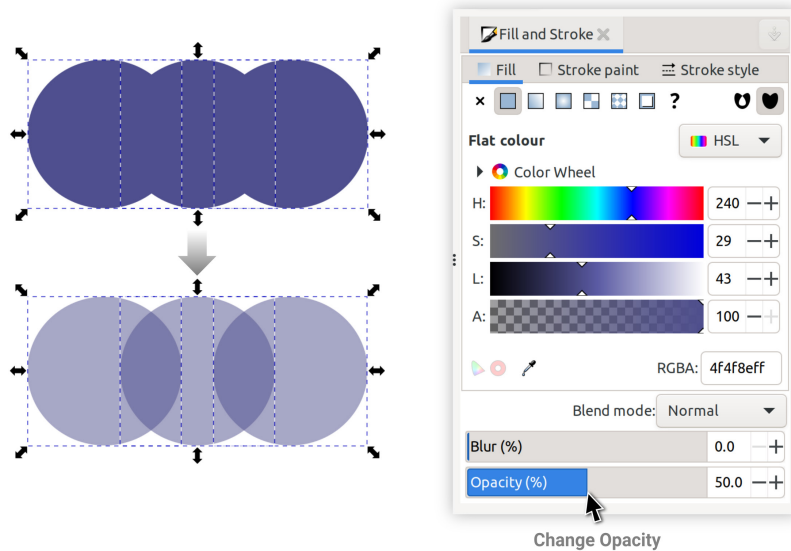 Fill and Stroke
Fill Stroke paint Stroke style
?
Flat colour HSL
Color Wheel
H: 240
S: 29
L: 43
A: 100
RGBA: 4f4f8eff
Blend mode: Normal
Blur (%) 0.0
Opacity (%) 50.0
Change Opacity